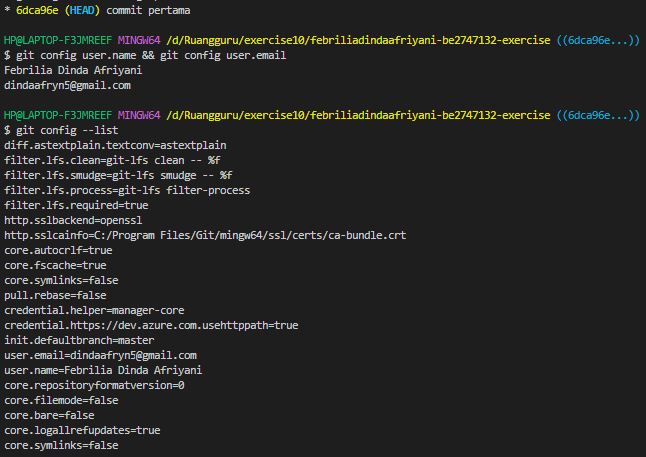 * 6dca96e (HEAD) commit pertama
HP@LAPTOP-F3JMREEF MINGW64 /d/Ruangguru/exercise10/febriliadindaafriyani-be2747132-exercise ((6dca96e...))
$ git config user.name && git config user.email
Febrilia Dinda Afriyani
dindaafryn5@gmail.com
HP@LAPTOP-F3JMREEF MINGW64 /d/Ruangguru/exercise10/febriliadindaafriyani-be2747132-exercise ((6dca96e...))
$ git config --list
diff.astextplain.textconv=astextplain
filter.lfs.clean=git-lfs clean -- %f
filter.lfs.smudge=git-lfs smudge -- %f
filter.lfs.process=git-lfs filter-process
filter.lfs.required=true
http.sslbackend=openssl
http.sslcainfo=C:/Program Files/Git/mingw64/ssl/certs/ca-bundle.crt
core.autocrlf=true
core.fscache=true
core.symlinks=false
pull.rebase=false
credential.helper=manager-core
credential.https://dev.azure.com.usehttppath=true
init.defaultbranch=master
user.email=dindaafryn5@gmail.com
user.name=Febrilia Dinda Afriyani
core.repositoryformatversion=0
core.filemode=false
core.bare=false
core.logallrefupdates=true
core.symlinks=false